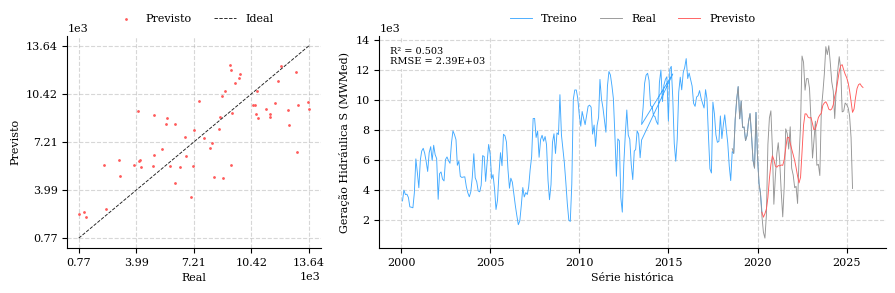 Previsto Ideal
1e3
13.64
10.42
7.21
3.99
0.77
Previsto
0.77 3.99 7.21 10.42 13.64
1e3
Real
Treino Real Previsto
1e3
R² = 0.503
RMSE = 2.39E+03
14
12
10
8
6
4
2
Geração Hidráulica S (MWMed)
2000 2005 2010 2015 2020 2025
Série histórica